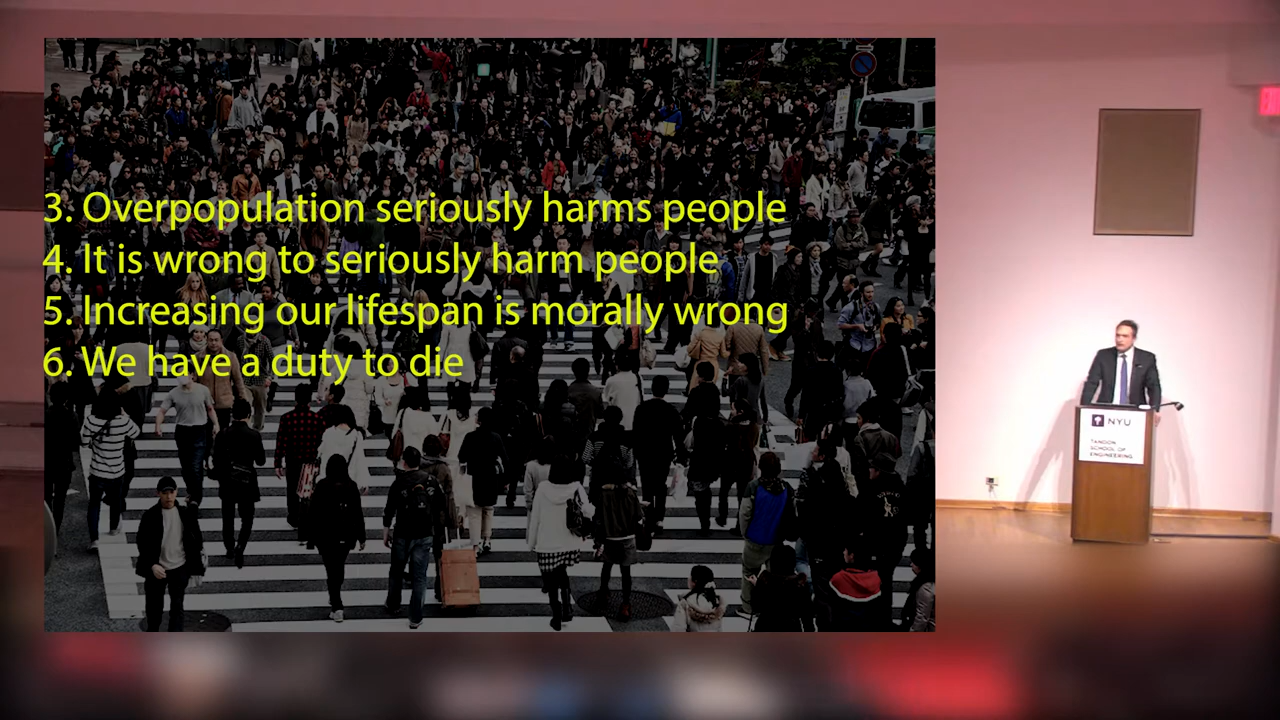 3. Overpopulation seriously harms people
4. It is wrong to seriously harm people
5. Increasing our lifespan is morally wrong
6. We have a duty to die
NYU
TANDON
SCHOOL OF
ENGINEERING